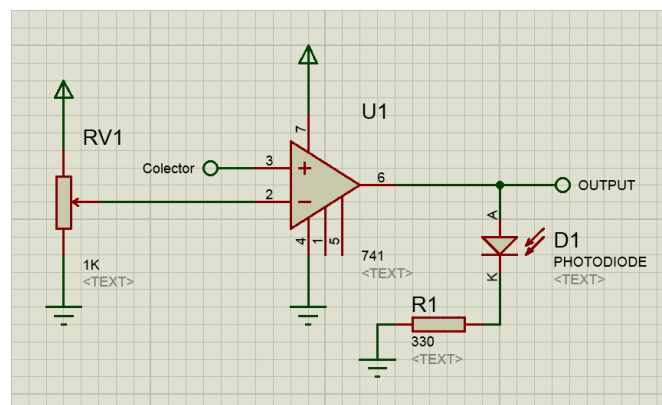 U1
RV1
7
Colector
3
+
6
2
-
OUTPUT
4
1
5
A
D1
PHOTODIODE
<TEXT>
K
1K
<TEXT>
741
<TEXT>
R1
330
<TEXT>